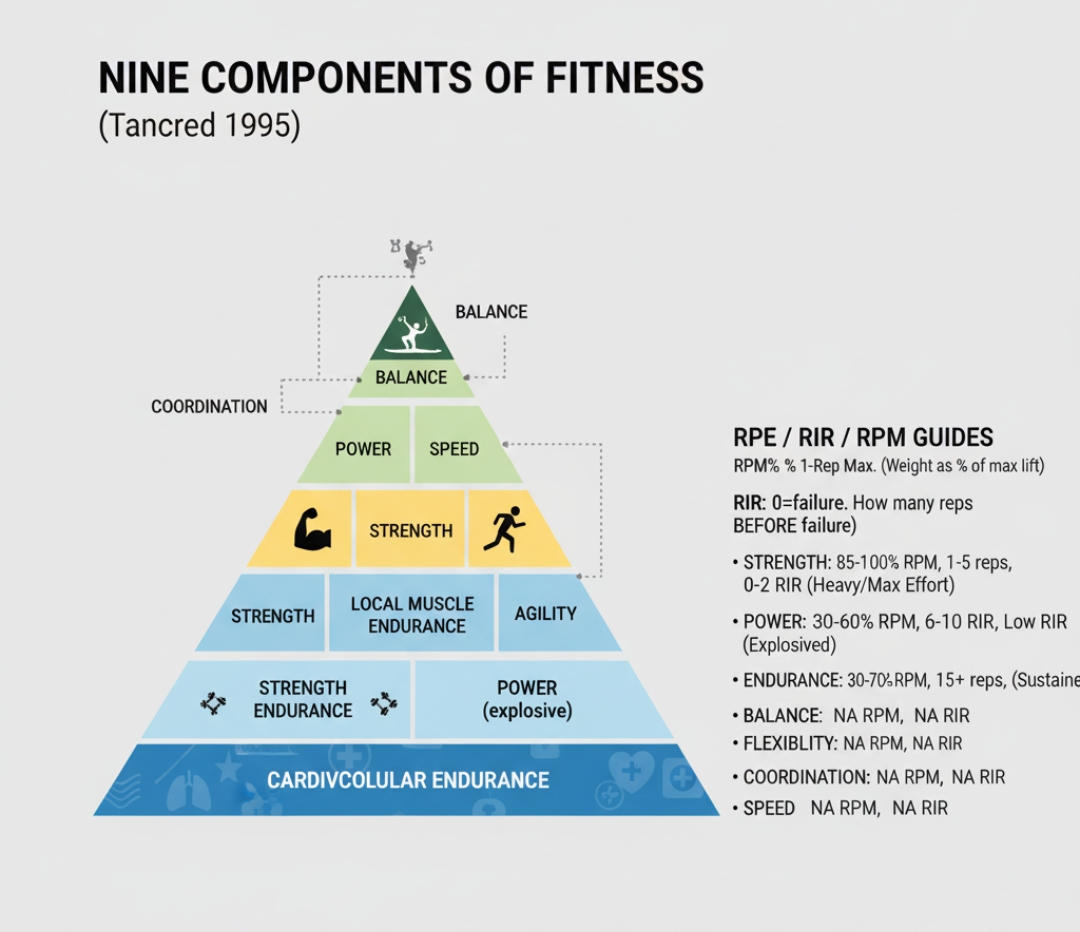 NINE COMPONENTS OF FITNESS
(Tancred 1995)
BALANCE
BALANCE
COORDINATION
POWER
SPEED
STRENGTH
STRENGTH
LOCAL MUSCLE
ENDURANCE
AGILITY
STRENGTH
ENDURANCE
POWER
(explosive)
CARDIVCOLULAR ENDURANCE
RPE / RIR / RPM GUIDES
RPM% % 1-Rep Max. (Weight as % of max lift)
RIR: 0=failure. How many reps
BEFORE failure)
• STRENGTH: 85-100% RPM, 1-5 reps,
0-2 RIR (Heavy/Max Effort)
• POWER: 30-60% RPM, 6-10 RIR, Low RIR
(Explosived)
• ENDURANCE: 30-70% RPM, 15+ reps, (Sustaine
• BALANCE: NA RPM, NA RIR
• FLEXIBLITY: NA RPM, NA RIR
• COORDINATION: NA RPM, NA RIR
• SPEED NA RPM, NA RIR